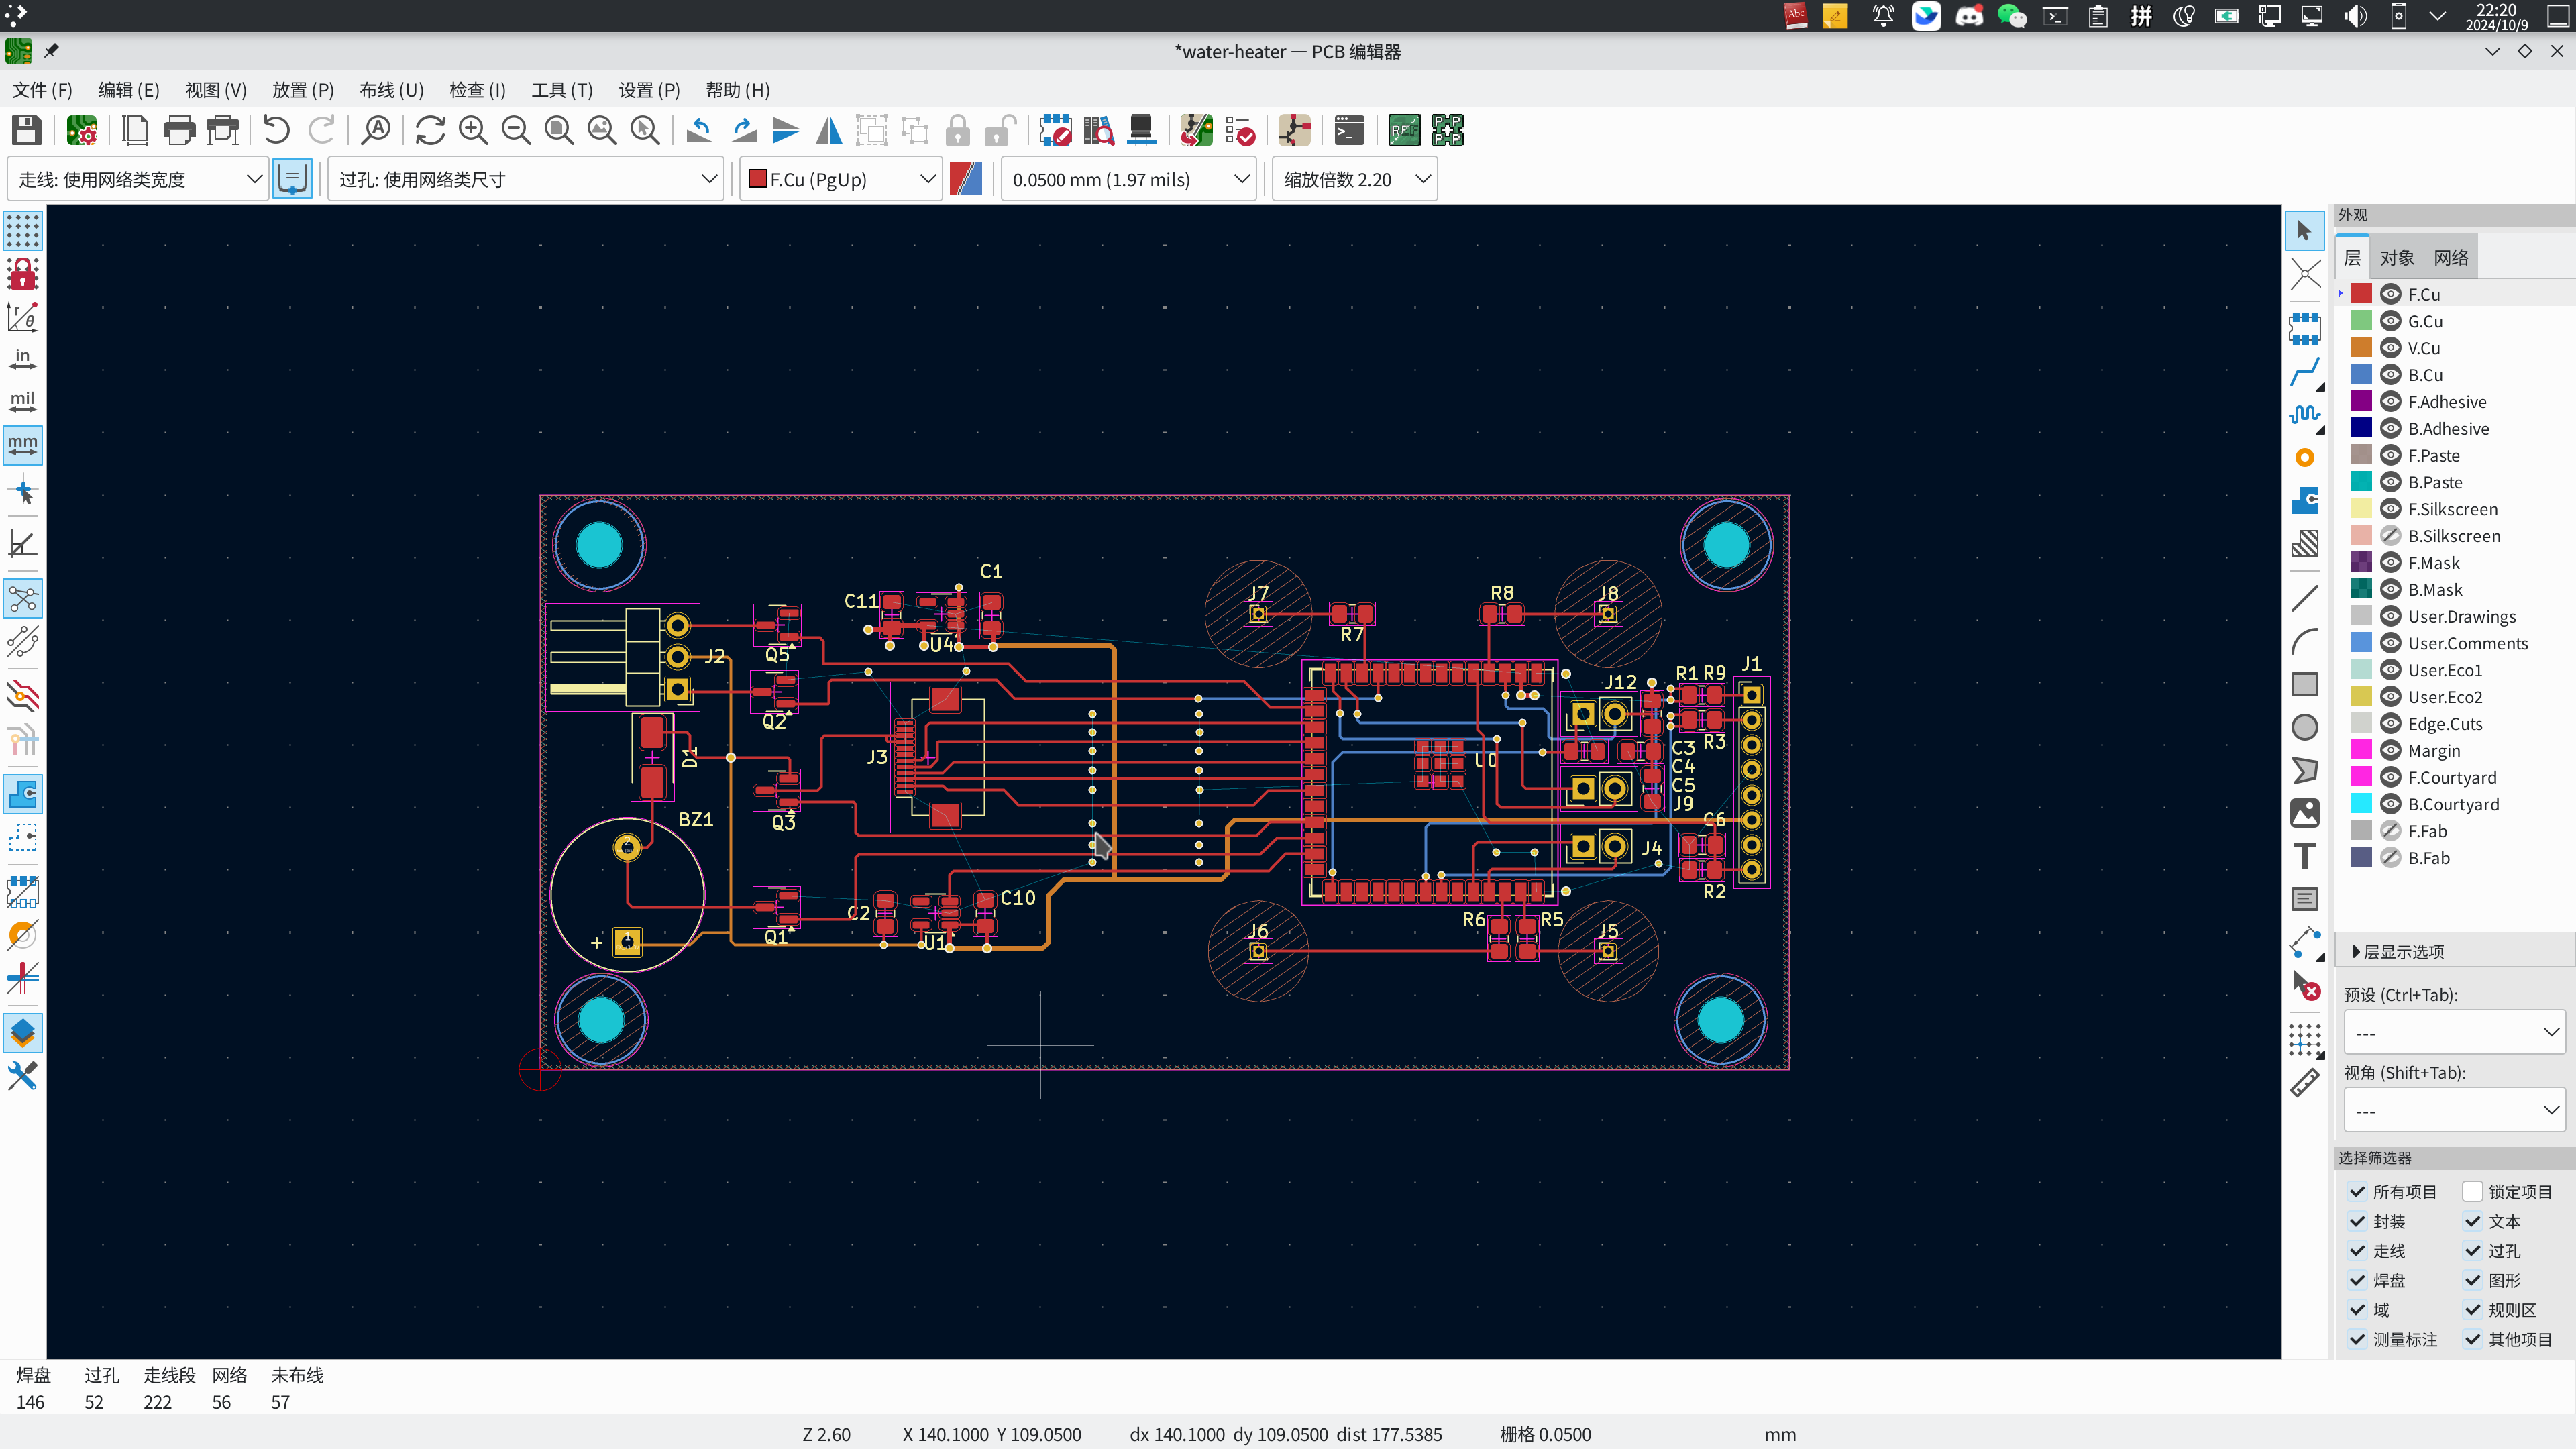 Abc
拼
22:20
2024/10/9
*water-heater — PCB 编辑器
文件 (F) 编辑 (E) 视图 (V) 放置 (P) 布线 (U) 检查 (I) 工具 (T) 设置 (P) 帮助 (H)
REF
走线: 使用网络类宽度 过孔: 使用网络类尺寸 F.Cu (PgUp) 0.0500 mm (1.97 mils) 缩放倍数 2.20
in
mil
mm
外观
层 对象 网络
F.Cu
G.Cu
V.Cu
B.Cu
F.Adhesive
B.Adhesive
F.Paste
B.Paste
F.Silkscreen
B.Silkscreen
F.Mask
B.Mask
User.Drawings
User.Comments
User.Eco1
User.Eco2
Edge.Cuts
Margin
F.Courtyard
B.Courtyard
F.Fab
B.Fab
层显示选项
预设 (Ctrl+Tab):
---
视角 (Shift+Tab):
---
选择筛选器
所有项目 锁定项目
封装 文本
走线 过孔
焊盘 图形
域 规则区
测量标注 其他项目
C1
C11
J7
R8
J8
R7
U4
Q5
J2
J1
R1 R9
J12
Q2
R3
D1
J3
U0
C3
C4
C5
J9
BZ1
Q3
C6
2
J4
R2
C10
C2
R6
R5
J6
J5
Q1
U1
+
1
焊盘 过孔 走线段 网络 未布线
146 52 222 56 57
Z 2.60 X 140.1000 Y 109.0500 dx 140.1000 dy 109.0500 dist 177.5385 栅格 0.0500 mm